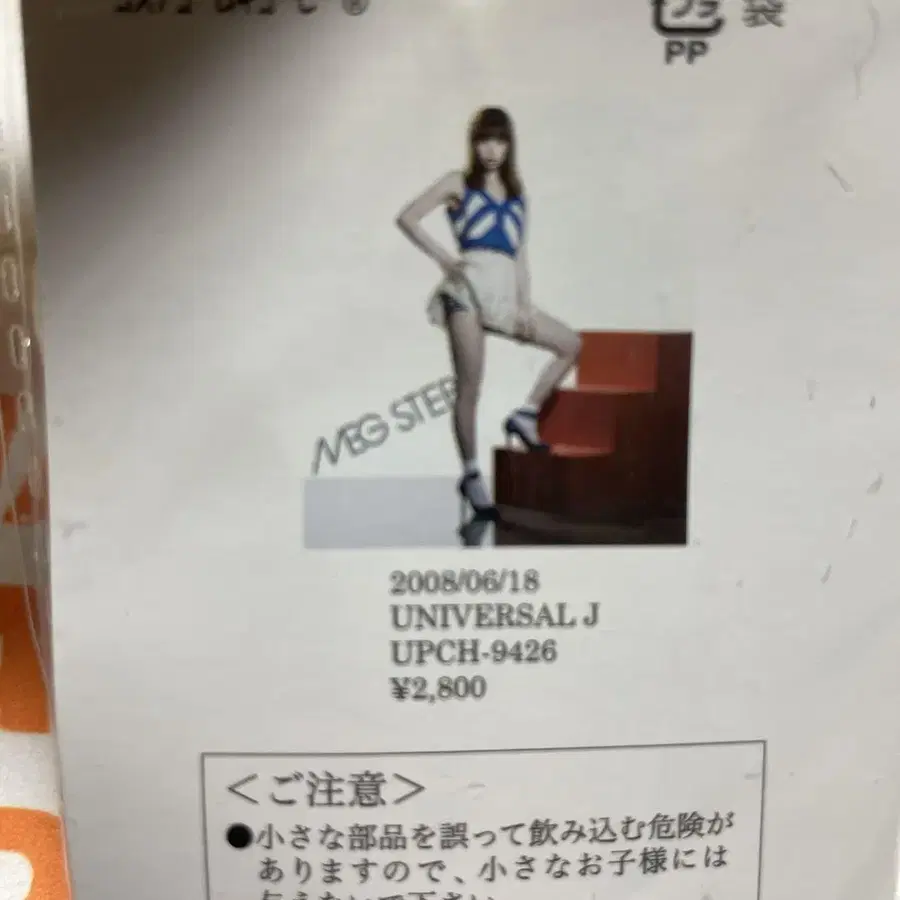 プラ
袋
PP
MEG STEP
2008/06/18
UNIVERSAL J
UPCH-9426
¥2,800
＜ご注意＞
●小さな部品を誤って飲み込む危険が
ありますので、小さなお子様には